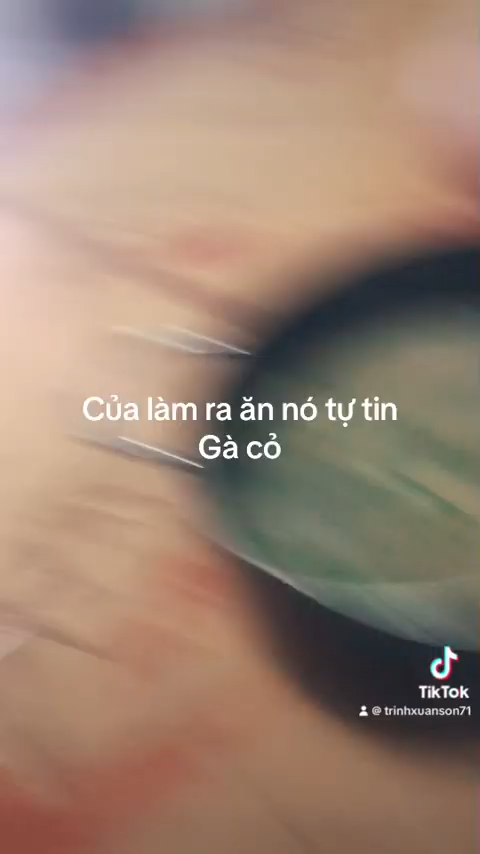 Của làm ra ăn nó tự tin
Gà cỏ
TikTok
@ trinhxuanson71